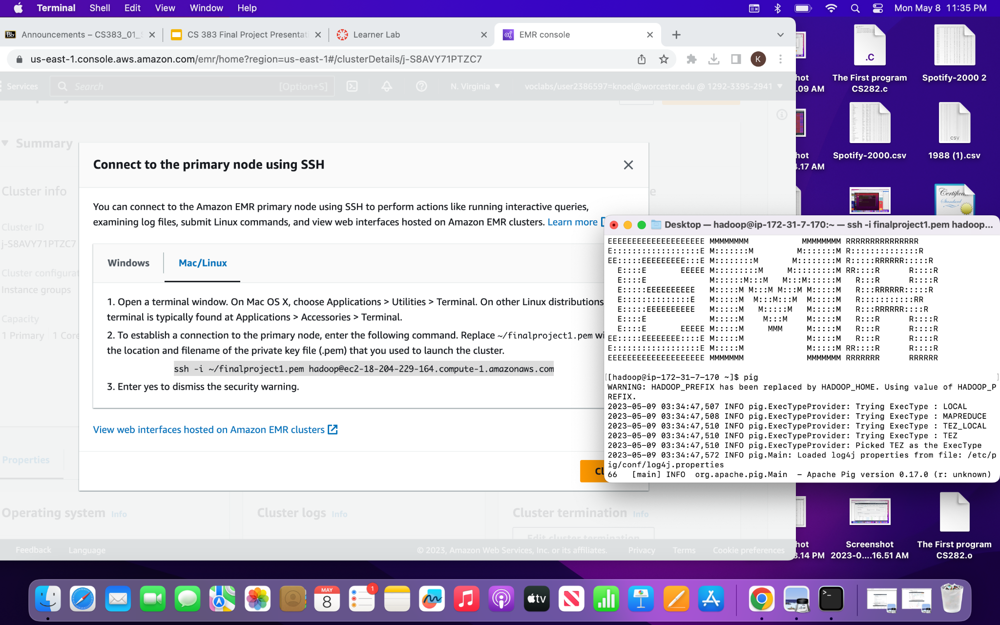 Terminal Shell Edit View Window Help Mon May 8 11:35 PM
Bb Announcements – CS383_01_S CS 383 Final Project Presentati Learner Lab EMR console
us-east-1.console.aws.amazon.com/emr/home?region=us-east-1#/clusterDetails/j-S8AVY71PTZC7 K
Services Search [Option+S] N. Virginia voclabs/user2386597=knoel@worcester.edu @ 1292-3395-2941
Summary
Cluster info
Cluster ID
j-S8AVY71PTZC7
Cluster configurat
Instance groups
Capacity
1 Primary 1 Core
Properties
Operating system Info
Cluster logs Info
Cluster termination Info
Edit cluster termination
Feedback Language © 2023, Amazon Web Services, Inc. or its affiliates. Privacy Terms Cookie preferences
Connect to the primary node using SSH
You can connect to the Amazon EMR primary node using SSH to perform actions like running interactive queries,
examining log files, submit Linux commands, and view web interfaces hosted on Amazon EMR clusters. Learn more
Windows Mac/Linux
1. Open a terminal window. On Mac OS X, choose Applications > Utilities > Terminal. On other Linux distributions
terminal is typically found at Applications > Accessories > Terminal.
2. To establish a connection to the primary node, enter the following command. Replace ~/finalproject1.pem wi
the location and filename of the private key file (.pem) that you used to launch the cluster.
ssh -i ~/finalproject1.pem hadoop@ec2-18-204-229-164.compute-1.amazonaws.com
3. Enter yes to dismiss the security warning.
View web interfaces hosted on Amazon EMR clusters
Cl
Desktop — hadoop@ip-172-31-7-170:~ — ssh -i finalproject1.pem hadoop...
EEEEEEEEEEEEEEEEEEEE MMMMMMMM           MMMMMMMM RRRRRRRRRRRRRRR
E::::::::::::::::::E M:::::::M         M:::::::M R::::::::::::::R
EE:::::EEEEEEEEE:::E M::::::::M       M::::::::M R:::::RRRRRR:::::R
  E::::E       EEEEE M:::::::::M     M:::::::::M RR::::R      R::::R
  E::::E             M::::::M:::M   M:::M::::::M   R:::R      R::::R
  E:::::EEEEEEEEEE   M:::::M M:::M M:::M M:::::M   R:::RRRRRR:::::R
  E::::::::::::::E   M:::::M  M:::M:::M  M:::::M   R:::::::::::RR
  E:::::EEEEEEEEEE   M:::::M   M:::::M   M:::::M   R:::RRRRRR::::R
  E::::E             M:::::M    M:::M    M:::::M   R:::R      R::::R
  E::::E       EEEEE M:::::M     MMM     M:::::M   R:::R      R::::R
EE:::::EEEEEEEE::::E M:::::M             M:::::M   R:::R      R::::R
E::::::::::::::::::E M:::::M             M:::::M RR::::R      R::::R
EEEEEEEEEEEEEEEEEEEE MMMMMMM             MMMMMMM RRRRRRR      RRRRRR
[[hadoop@ip-172-31-7-170 ~]$ pig ]
WARNING: HADOOP_PREFIX has been replaced by HADOOP_HOME. Using value of HADOOP_P
REFIX.
2023-05-09 03:34:47,507 INFO pig.ExecTypeProvider: Trying ExecType : LOCAL
2023-05-09 03:34:47,508 INFO pig.ExecTypeProvider: Trying ExecType : MAPREDUCE
2023-05-09 03:34:47,510 INFO pig.ExecTypeProvider: Trying ExecType : TEZ_LOCAL
2023-05-09 03:34:47,510 INFO pig.ExecTypeProvider: Trying ExecType : TEZ
2023-05-09 03:34:47,510 INFO pig.ExecTypeProvider: Picked TEZ as the ExecType
2023-05-09 03:34:47,572 INFO pig.Main: Loaded log4j properties from file: /etc/p
ig/conf/log4j.properties
66   [main] INFO  org.apache.pig.Main  - Apache Pig version 0.17.0 (r: unknown)
.C
hot
.09 AM
The First program
CS282.c
Spotify-2000 2
hot
.17 AM
Spotify-2000.csv
CSV
1988 (1).csv
Certifica
Standard
hot
3.14 PM
Screenshot
2023-0....16.51 AM
The First program
CS282.o
MAY
8
1
tv